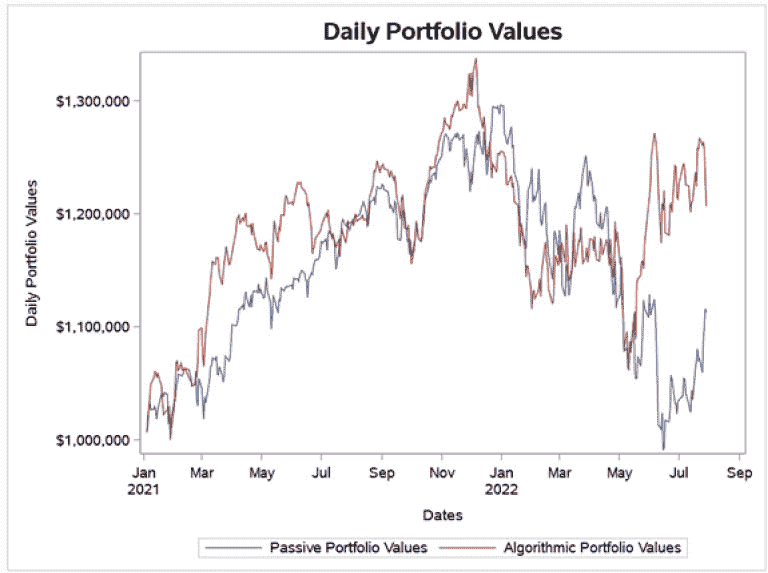 Daily Portfolio Values
Daily Portfolio Values
$1,300,000
$1,200,000
$1,100,000
$1,000,000
Jan Mar May Jul Sep Nov Jan Mar May Jul Sep
2021 2022
Dates
Passive Portfolio Values Algorithmic Portfolio Values